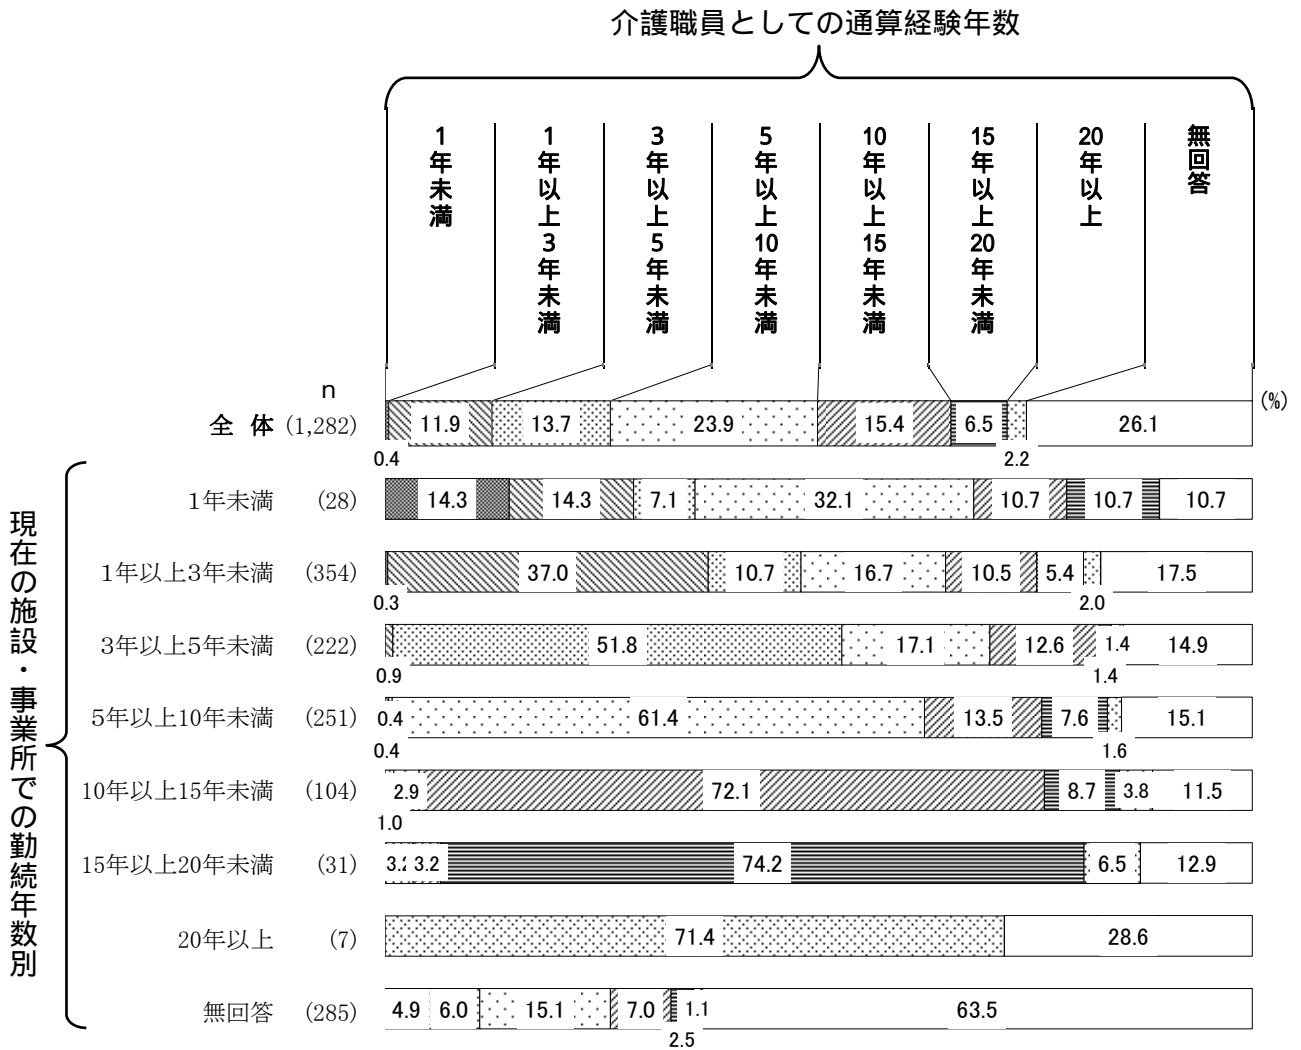 介護職員としての通算経験年数
1年未満
1年以上3年未満
3年以上5年未満
5年以上10年未満
10年以上15年未満
15年以上20年未満
20年以上
無回答
n
(%)
全 体 (1,282) 11.9 13.7 23.9 15.4 6.5 26.1
0.4 2.2
現在の施設・事業所での勤続年数別
1年未満 (28) 14.3 14.3 7.1 32.1 10.7 10.7 10.7
1年以上3年未満 (354) 37.0 10.7 16.7 10.5 5.4 17.5
0.3 2.0
3年以上5年未満 (222) 51.8 17.1 12.6 1.4 14.9
0.9 1.4
5年以上10年未満 (251) 0.4 61.4 13.5 7.6 15.1
0.4 1.6
10年以上15年未満 (104) 2.9 72.1 8.7 3.8 11.5
1.0
15年以上20年未満 (31) 3.2 3.2 74.2 6.5 12.9
20年以上 (7) 71.4 28.6
無回答 (285) 4.9 6.0 15.1 7.0 1.1 63.5
2.5